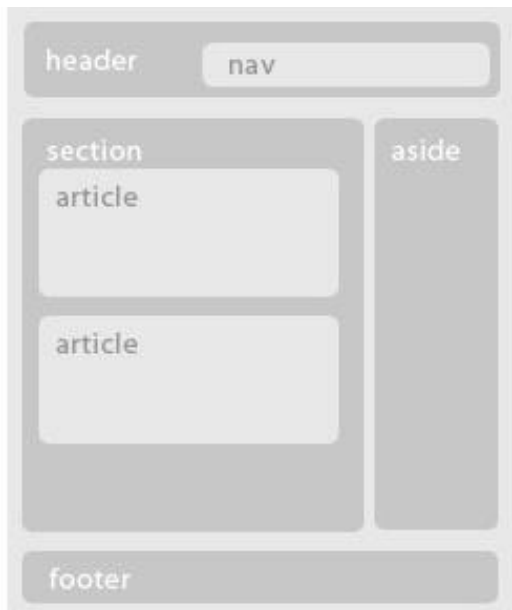 header
nav
section
article
article
aside
footer